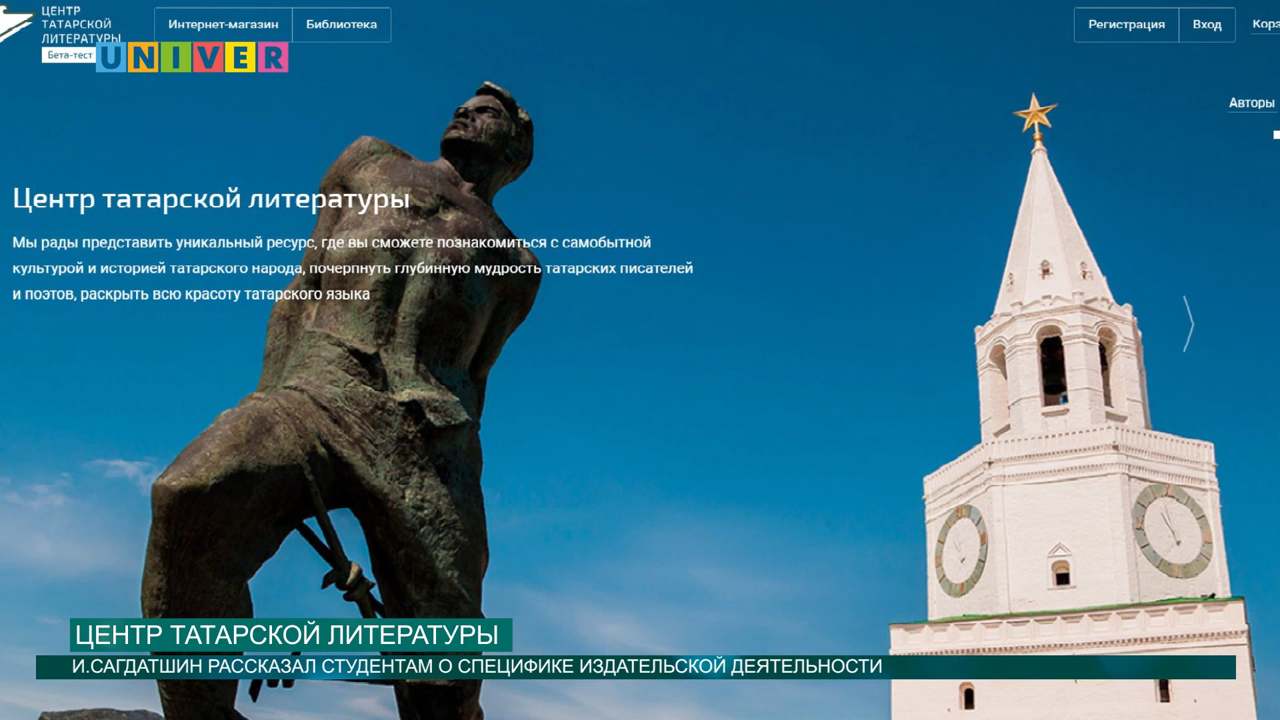 ЦЕНТР
ТАТАРСКОЙ
ЛИТЕРАТУРЫ
Бета-тест
Интернет-магазин
Библиотека
Регистрация
Вход
UNIVER
Авторы
Центр татарской литературы
Мы рады представить уникальный ресурс, где вы сможете познакомиться с самобытной
культурой и историей татарского народа, почерпнуть глубинную мудрость татарских писателей
и поэтов, раскрыть всю красоту татарского языка
ЦЕНТР ТАТАРСКОЙ ЛИТЕРАТУРЫ
И.САГДАТШИН РАССКАЗАЛ СТУДЕНТАМ О СПЕЦИФИКЕ ИЗДАТЕЛЬСКОЙ ДЕЯТЕЛЬНОСТИ